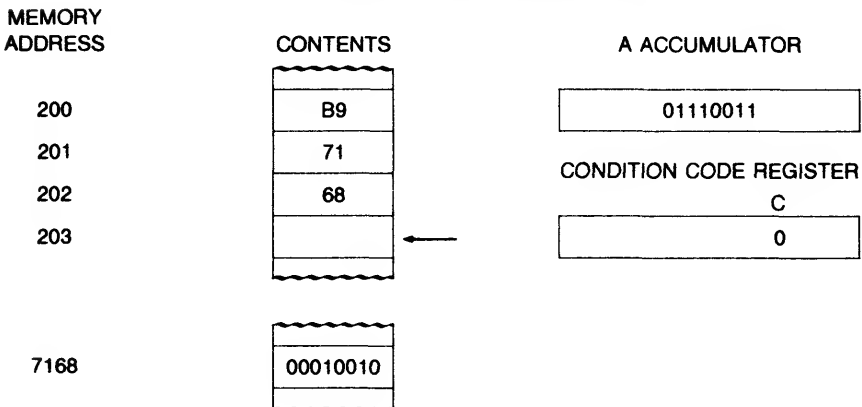 MEMORY
ADDRESS CONTENTS A ACCUMULATOR
200 B9 01110011
201 71
CONDITION CODE REGISTER
202 68
C
203 0
7168 00010010